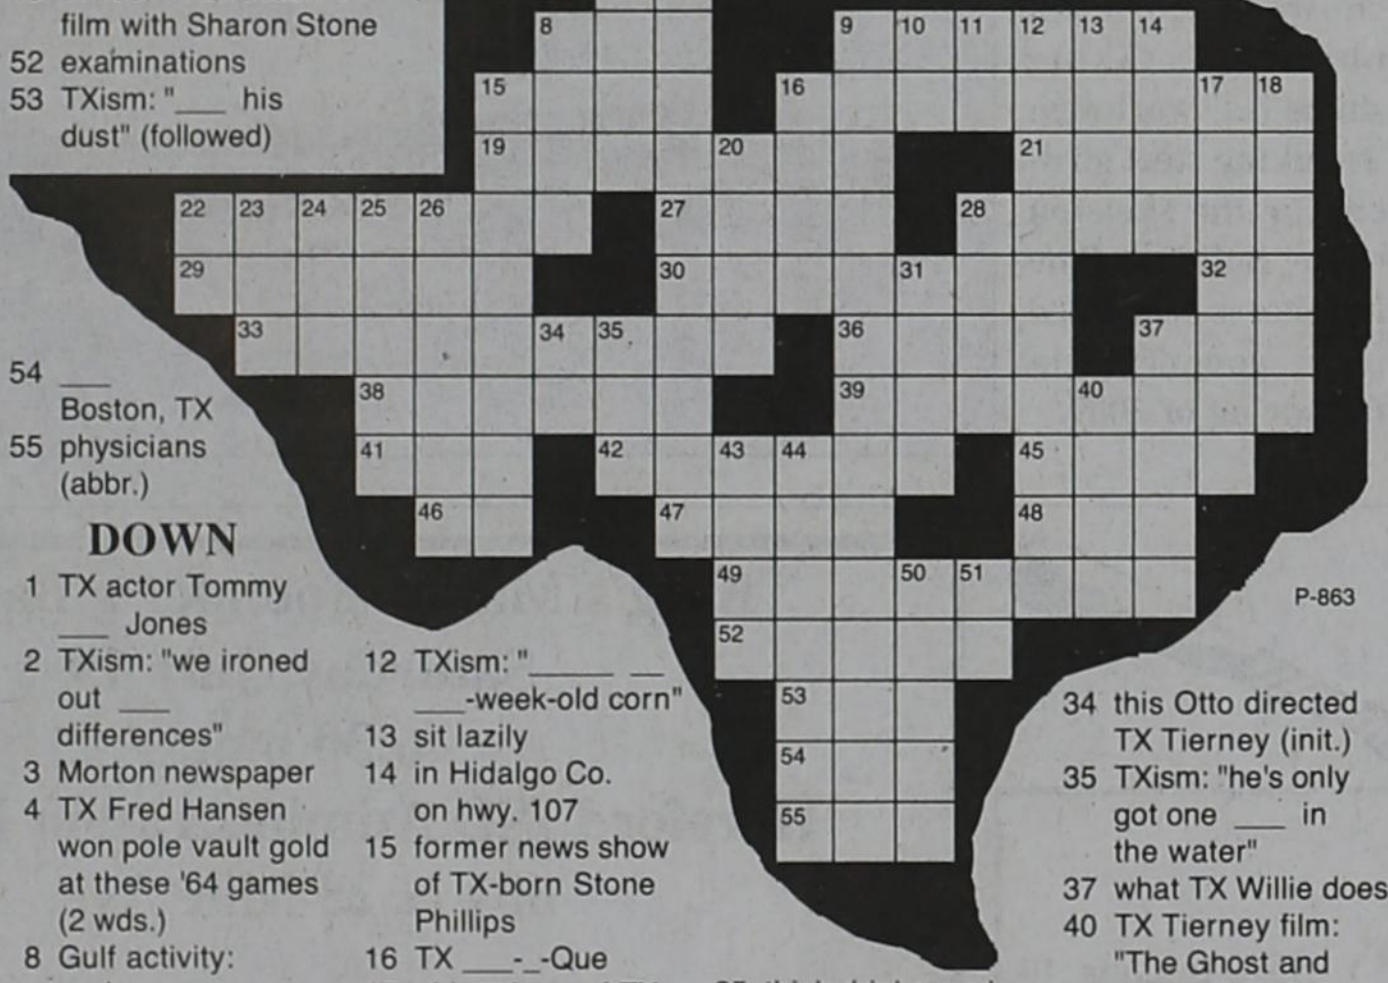 film with Sharon Stone
52 examinations
53 TXism: "___ his
dust" (followed)
54 ___
Boston, TX
55 physicians
(abbr.)
DOWN
1 TX actor Tommy
___ Jones
2 TXism: "we ironed
out ___
differences"
3 Morton newspaper
4 TX Fred Hansen
won pole vault gold
at these '64 games
(2 wds.)
8 Gulf activity:
12 TXism: "_____ __
___-week-old corn"
13 sit lazily
14 in Hidalgo Co.
on hwy. 107
15 former news show
of TX-born Stone
Phillips
16 TX ___-_-Que
34 this Otto directed
TX Tierney (init.)
35 TXism: "he's only
got one ___ in
the water"
37 what TX Willie does
40 TX Tierney film:
"The Ghost and
8 9 10 11 12 13 14
15 16 17 18
19 20 21
22 23 24 25 26 27 28
29 30 31 32
33 34 35 36 37
38 39 40
41 42 43 44 45
46 47 48
49 50 51
52
53
54
55
P-863